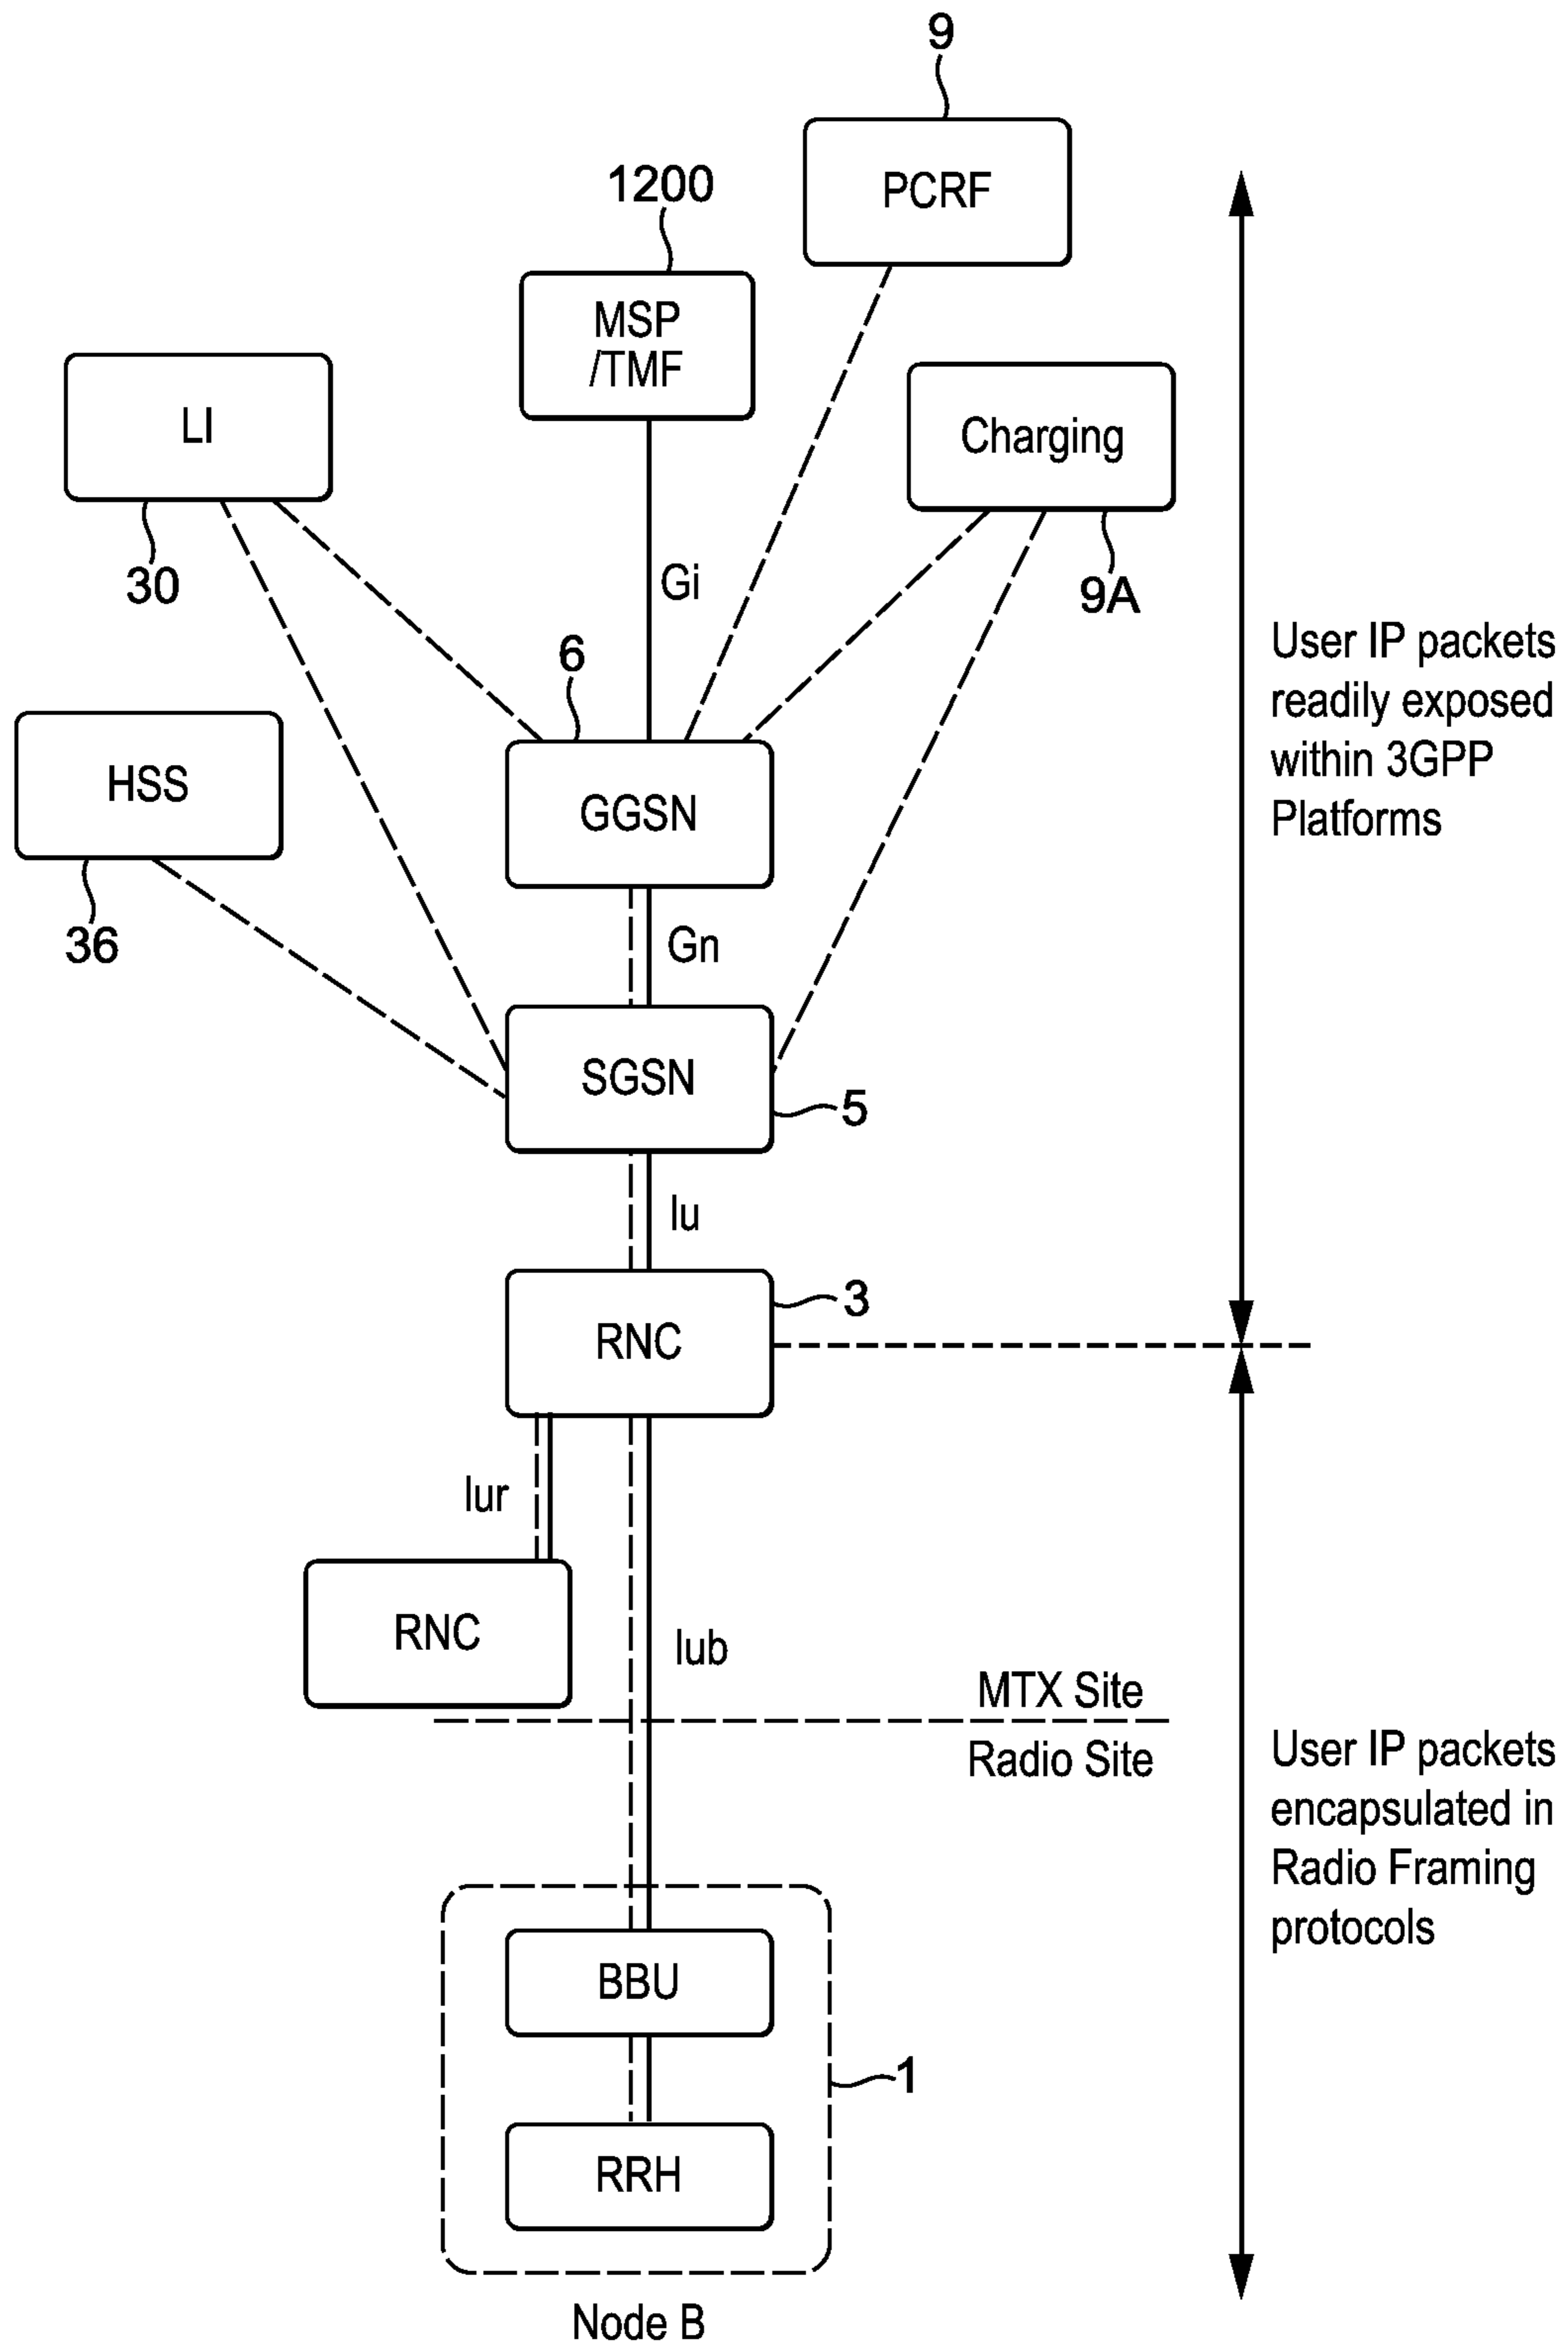 9
PCRF
1200
MSP
/TMF
LI
30
Charging
9A
Gi
6
User IP packets
readily exposed
within 3GPP
Platforms
HSS
36
GGSN
Gn
SGSN
5
Iu
3
RNC
Iur
RNC
Iub
MTX Site
Radio Site
User IP packets
encapsulated in
Radio Framing
protocols
BBU
1
RRH
Node B